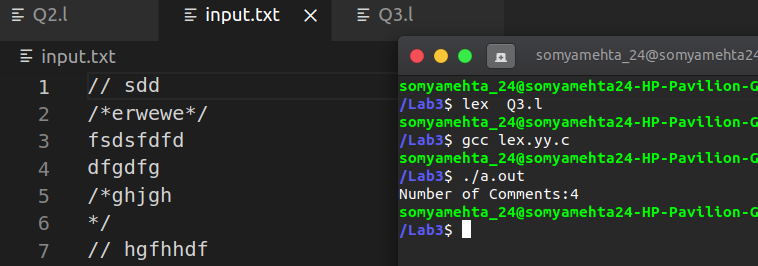 Q2.l input.txt × Q3.l
input.txt
1 // sdd
2 /*erwewe*/
3 fsdsfdfd
4 dfgdfg
5 /*ghjgh
6 */
7 // hgfhhdf
somyamehta_24@somyamehta24
somyamehta_24@somyamehta24-HP-Pavilion-G
/Lab3$ lex  Q3.l
somyamehta_24@somyamehta24-HP-Pavilion-G
/Lab3$ gcc lex.yy.c
somyamehta_24@somyamehta24-HP-Pavilion-G
/Lab3$ ./a.out
Number of Comments:4
somyamehta_24@somyamehta24-HP-Pavilion-G
/Lab3$